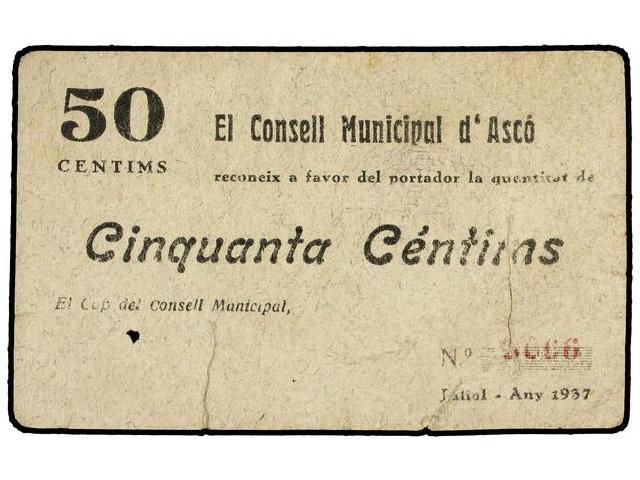 50
CENTIMS
El Consell Municipal d'Ascó
reconeix a favor del portador la quantitat de
Cinquanta Céntims
El Cap del Consell Municipal,
N.º
Juliol - Any 1937